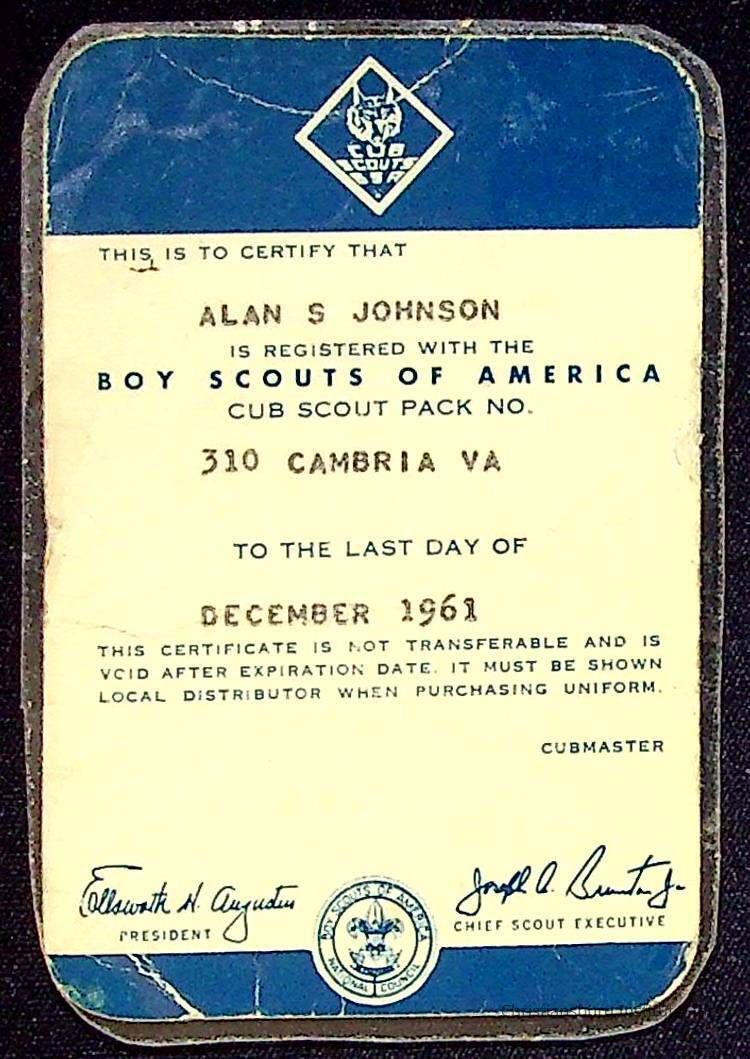 CUB
SCOUTS
BSA
THIS IS TO CERTIFY THAT
ALAN S JOHNSON
IS REGISTERED WITH THE
BOY SCOUTS OF AMERICA
CUB SCOUT PACK NO.
310 CAMBRIA VA
TO THE LAST DAY OF
DECEMBER 1961
THIS CERTIFICATE IS NOT TRANSFERABLE AND IS
VOID AFTER EXPIRATION DATE. IT MUST BE SHOWN
LOCAL DISTRIBUTOR WHEN PURCHASING UNIFORM.
CUBMASTER
Ellsworth H. Augustus
PRESIDENT
BOY SCOUTS OF AMERICA
NATIONAL COUNCIL
Joseph A. Brunton Jr.
CHIEF SCOUT EXECUTIVE